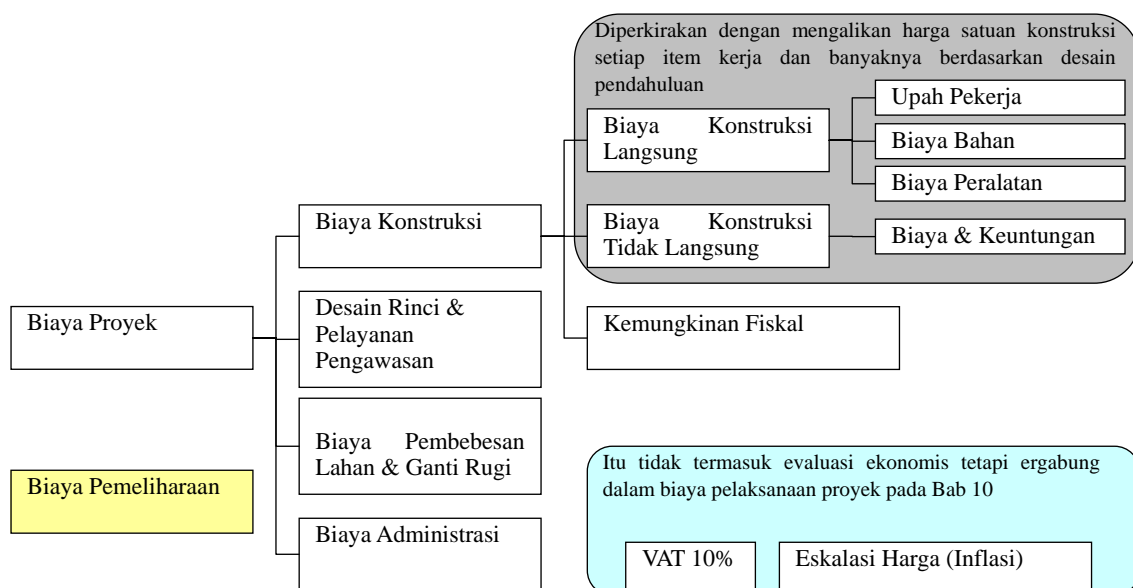 Diperkirakan dengan mengalikan harga satuan konstruksi
setiap item kerja dan banyaknya berdasarkan desain
pendahuluan
Upah Pekerja
Biaya Konstruksi
Langsung
Biaya Bahan
Biaya Peralatan
Biaya Konstruksi
Biaya Konstruksi
Tidak Langsung
Biaya & Keuntungan
Biaya Proyek
Desain Rinci &
Pelayanan
Pengawasan
Kemungkinan Fiskal
Biaya Pembebesan
Lahan & Ganti Rugi
Biaya Pemeliharaan
Itu tidak termasuk evaluasi ekonomis tetapi ergabung
dalam biaya pelaksanaan proyek pada Bab 10
Biaya Administrasi
VAT 10%
Eskalasi Harga (Inflasi)